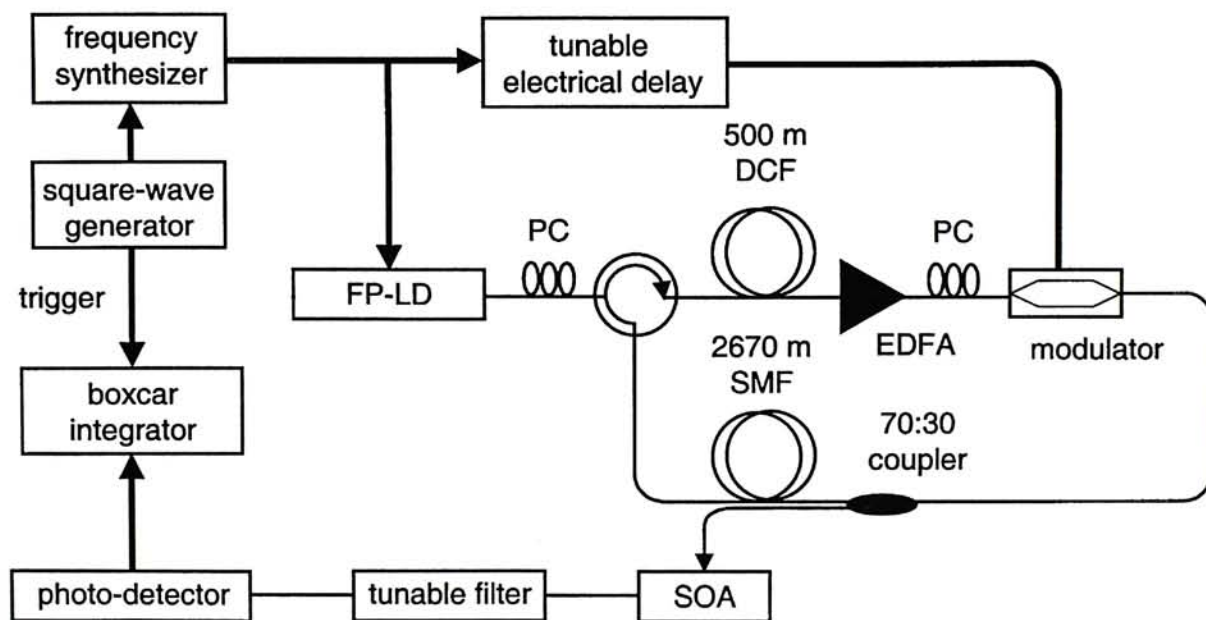 frequency
synthesizer
tunable
electrical delay
500 m
DCF
square-wave
generator
PC
PC
trigger
FP-LD
EDFA
modulator
2670 m
SMF
70:30
coupler
boxcar
integrator
photo-detector
tunable filter
SOA